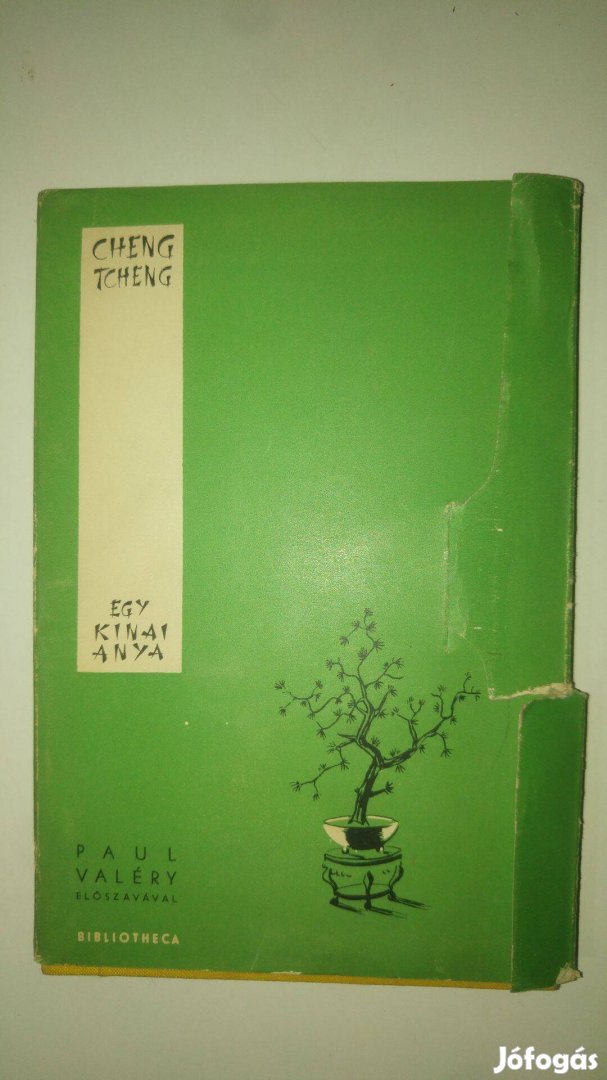 CHENG
TCHENG
EGY
KINAI
ANYA
PAUL
VALÉRY
ELŐSZAVÁVAL
BIBLIOTHECA
Jófogás